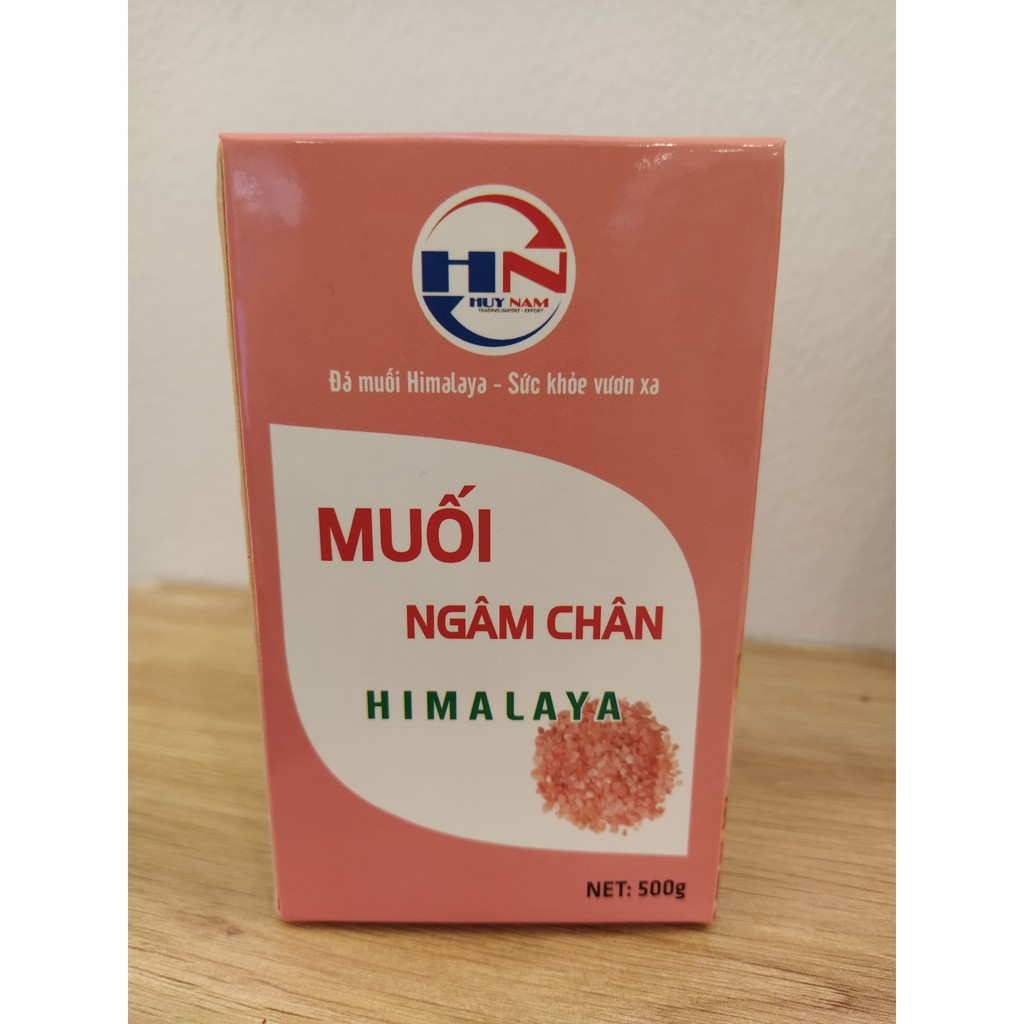 HN
HUY NAM
TRADING IMPORT - EXPORT
Đá muối Himalaya - Sức khỏe vươn xa
MUỐI
NGÂM CHÂN
HIMALAYA
NET: 500g